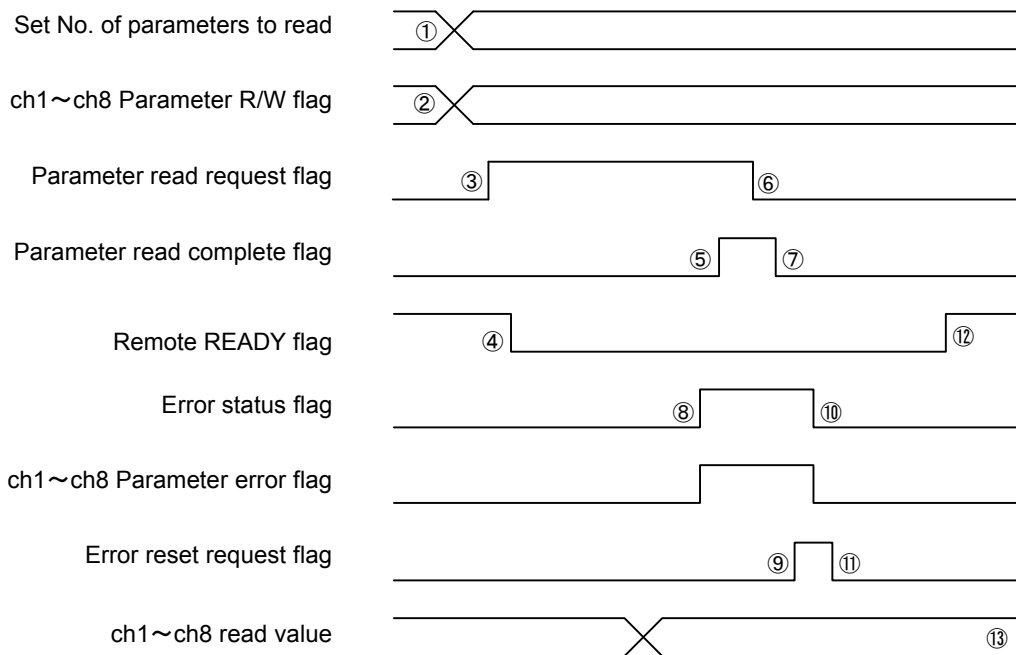 Set No. of parameters to read ①
ch1～ch8 Parameter R/W flag ②
Parameter read request flag ③ ⑥
Parameter read complete flag ⑤ ⑦
Remote READY flag ④ ⑫
Error status flag ⑧ ⑩
ch1～ch8 Parameter error flag
Error reset request flag ⑨ ⑪
ch1～ch8 read value ⑬